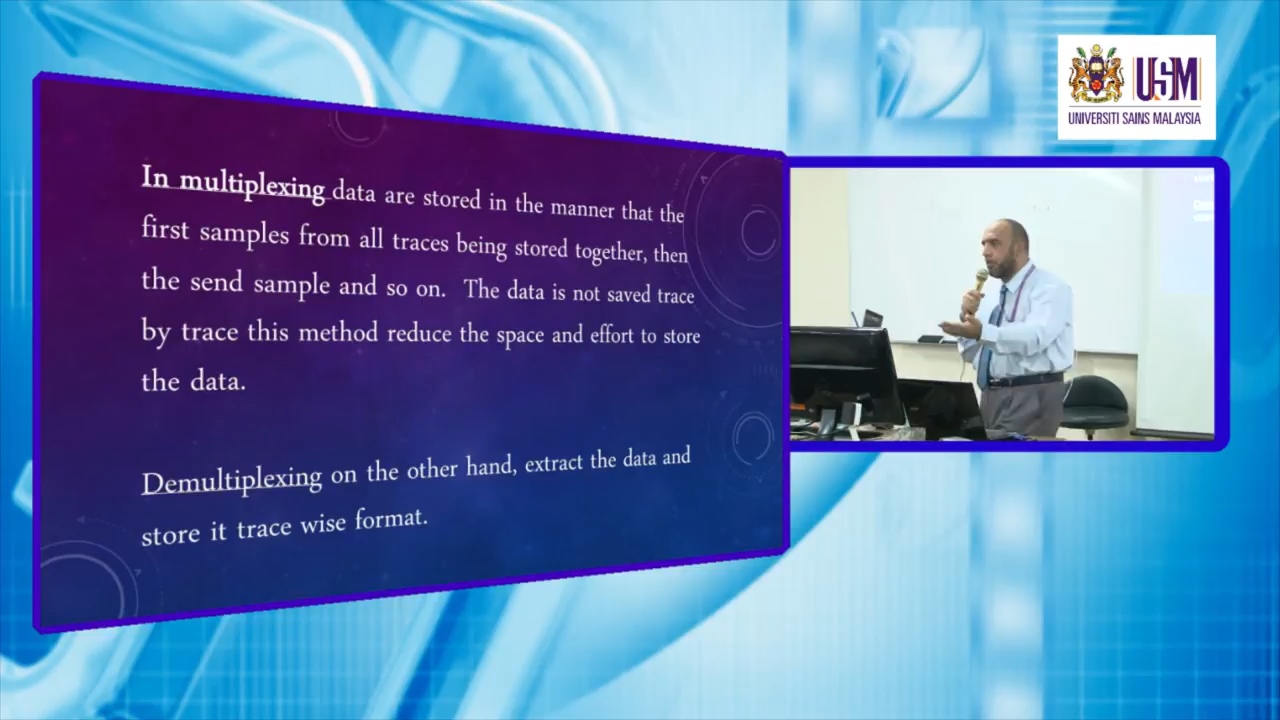 In multiplexing data are stored in the manner that the
first samples from all traces being stored together, then
the send sample and so on. The data is not saved trace
by trace this method reduce the space and effort to store
the data.
Demultiplexing on the other hand, extract the data and
store it trace wise format.
USM
UNIVERSITI SAINS MALAYSIA